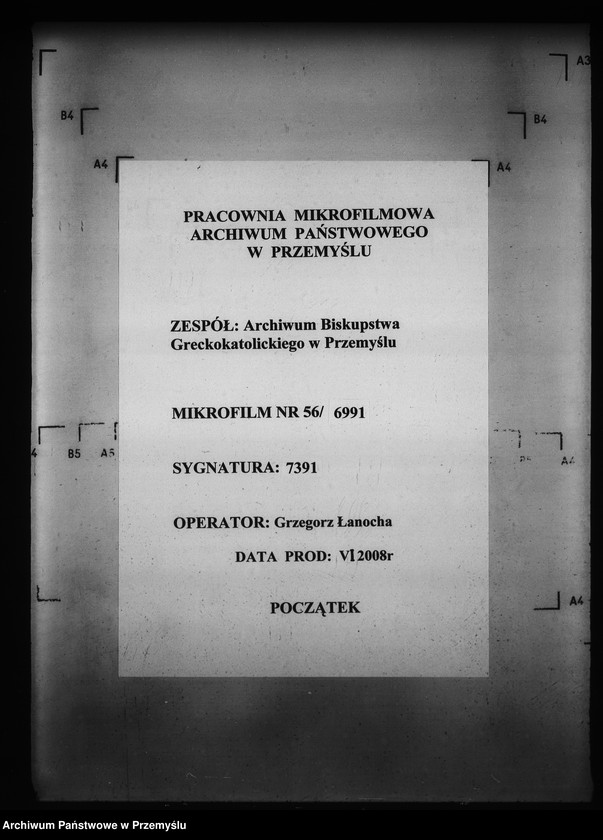 A3
B4
B4
A4
A4
PRACOWNIA MIKROFILMOWA
ARCHIWUM PAŃSTWOWEGO
W PRZEMYŚLU
ZESPÓŁ: Archiwum Biskupstwa
Greckokatolickiego w Przemyślu
MIKROFILM NR 56/ 6991
4 B5 A5
A4
SYGNATURA: 7391
OPERATOR: Grzegorz Łanocha
DATA PROD: VI 2008r
A4
POCZĄTEK
Archiwum Państwowe w Przemyślu